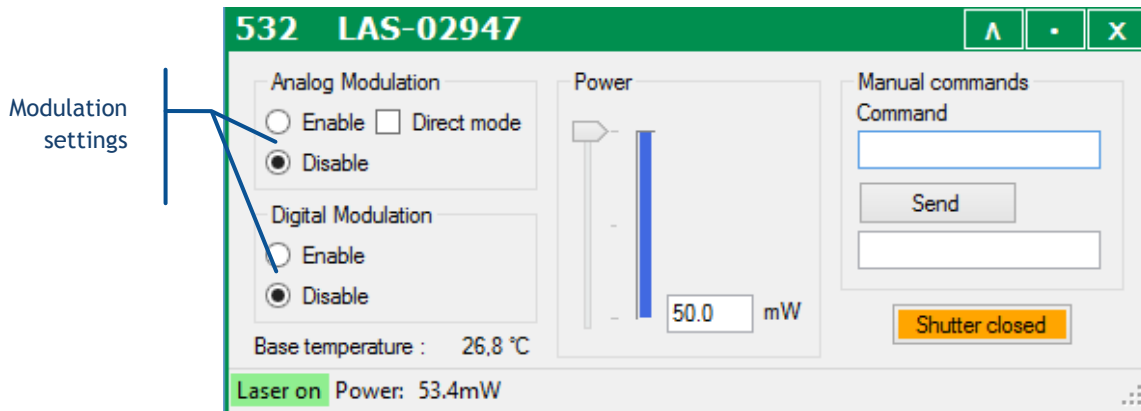 532 LAS-02947
Λ · X
Modulation
settings
Analog Modulation
Enable Direct mode
Disable
Digital Modulation
Enable
Disable
Base temperature : 26,8 °C
Power
50.0 mW
Manual commands
Command
Send
Shutter closed
Laser on Power: 53.4mW